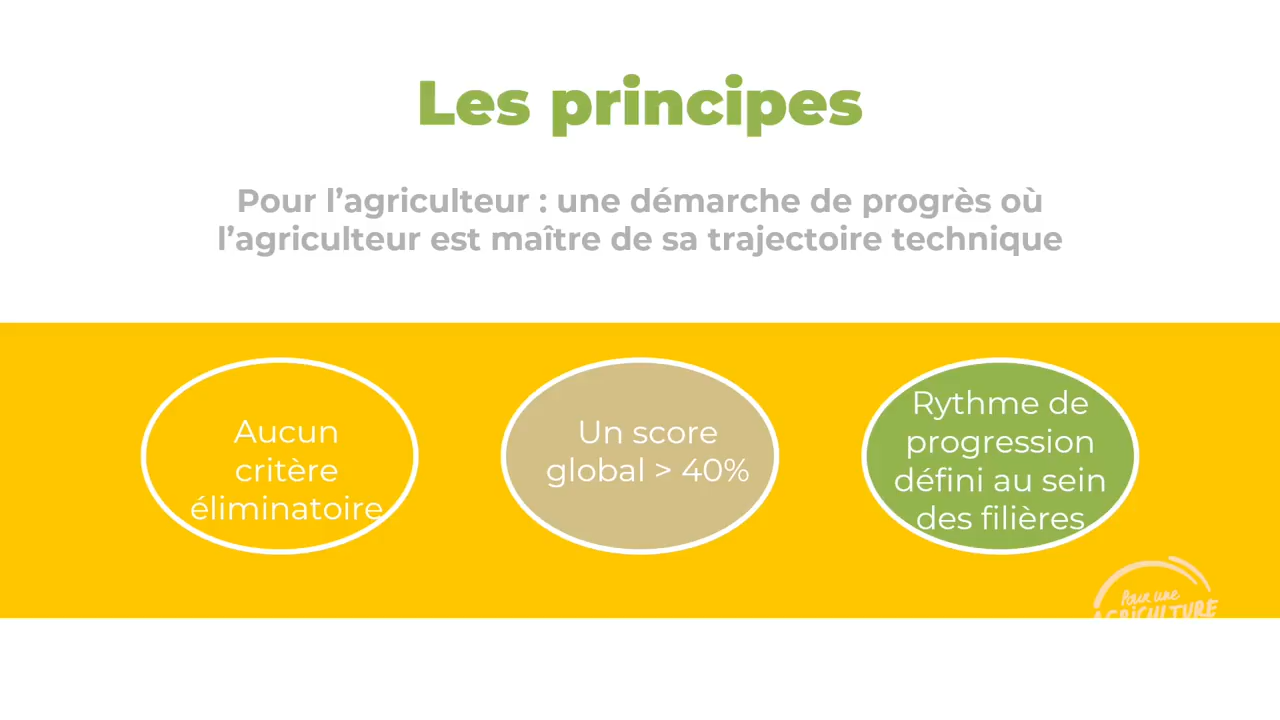 Les principes
Pour l’agriculteur : une démarche de progrès où
l’agriculteur est maître de sa trajectoire technique
Aucun
critère
éliminatoire
Un score
global > 40%
Rythme de
progression
défini au sein
des filières
Pour une
AGRICULTURE